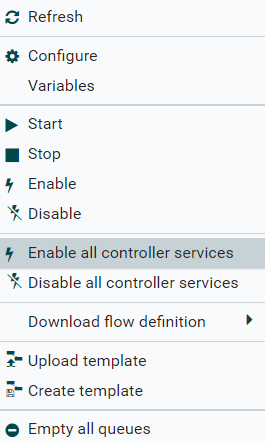 Refresh
Configure
Variables
Start
Stop
Enable
Disable
Enable all controller services
Disable all controller services
Download flow definition
Upload template
Create template
Empty all queues